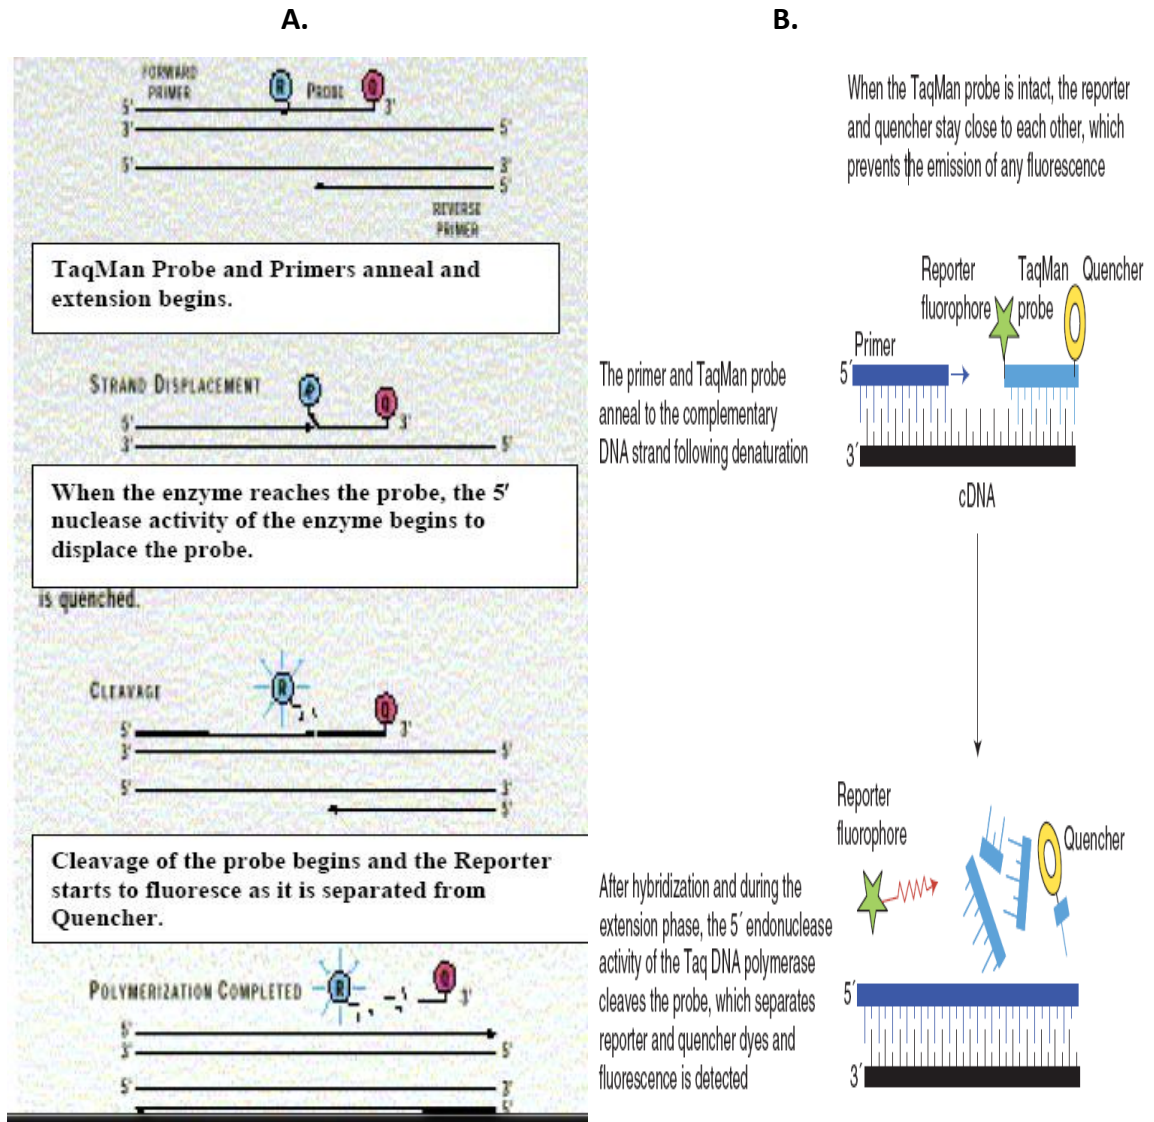 A.
B.
FORWARD
PRIMER
R
PROBE
Q
5'
3'
3'
5'
5'
3'
5'
REVERSE
PRIMER
TaqMan Probe and Primers anneal and
extension begins.
STRAND DISPLACEMENT
Q
5'
3'
3'
5'
When the enzyme reaches the probe, the 5′
nuclease activity of the enzyme begins to
displace the probe.
is quenched.
CLEAVAGE
R
Q
5'
3'
3'
5'
5'
3'
5'
Cleavage of the probe begins and the Reporter
starts to fluoresce as it is separated from
Quencher.
POLYMERIZATION COMPLETED
R
Q
3'
5'
3'
5'
5'
3'
5'
When the TaqMan probe is intact, the reporter
and quencher stay close to each other, which
prevents the emission of any fluorescence
Reporter
fluorophore
TaqMan
probe
Quencher
Primer
5´
3´
The primer and TaqMan probe
anneal to the complementary
DNA strand following denaturation
cDNA
Reporter
fluorophore
Quencher
After hybridization and during the
extension phase, the 5´ endonuclease
activity of the Taq DNA polymerase
cleaves the probe, which separates
reporter and quencher dyes and
fluorescence is detected
5´
3´